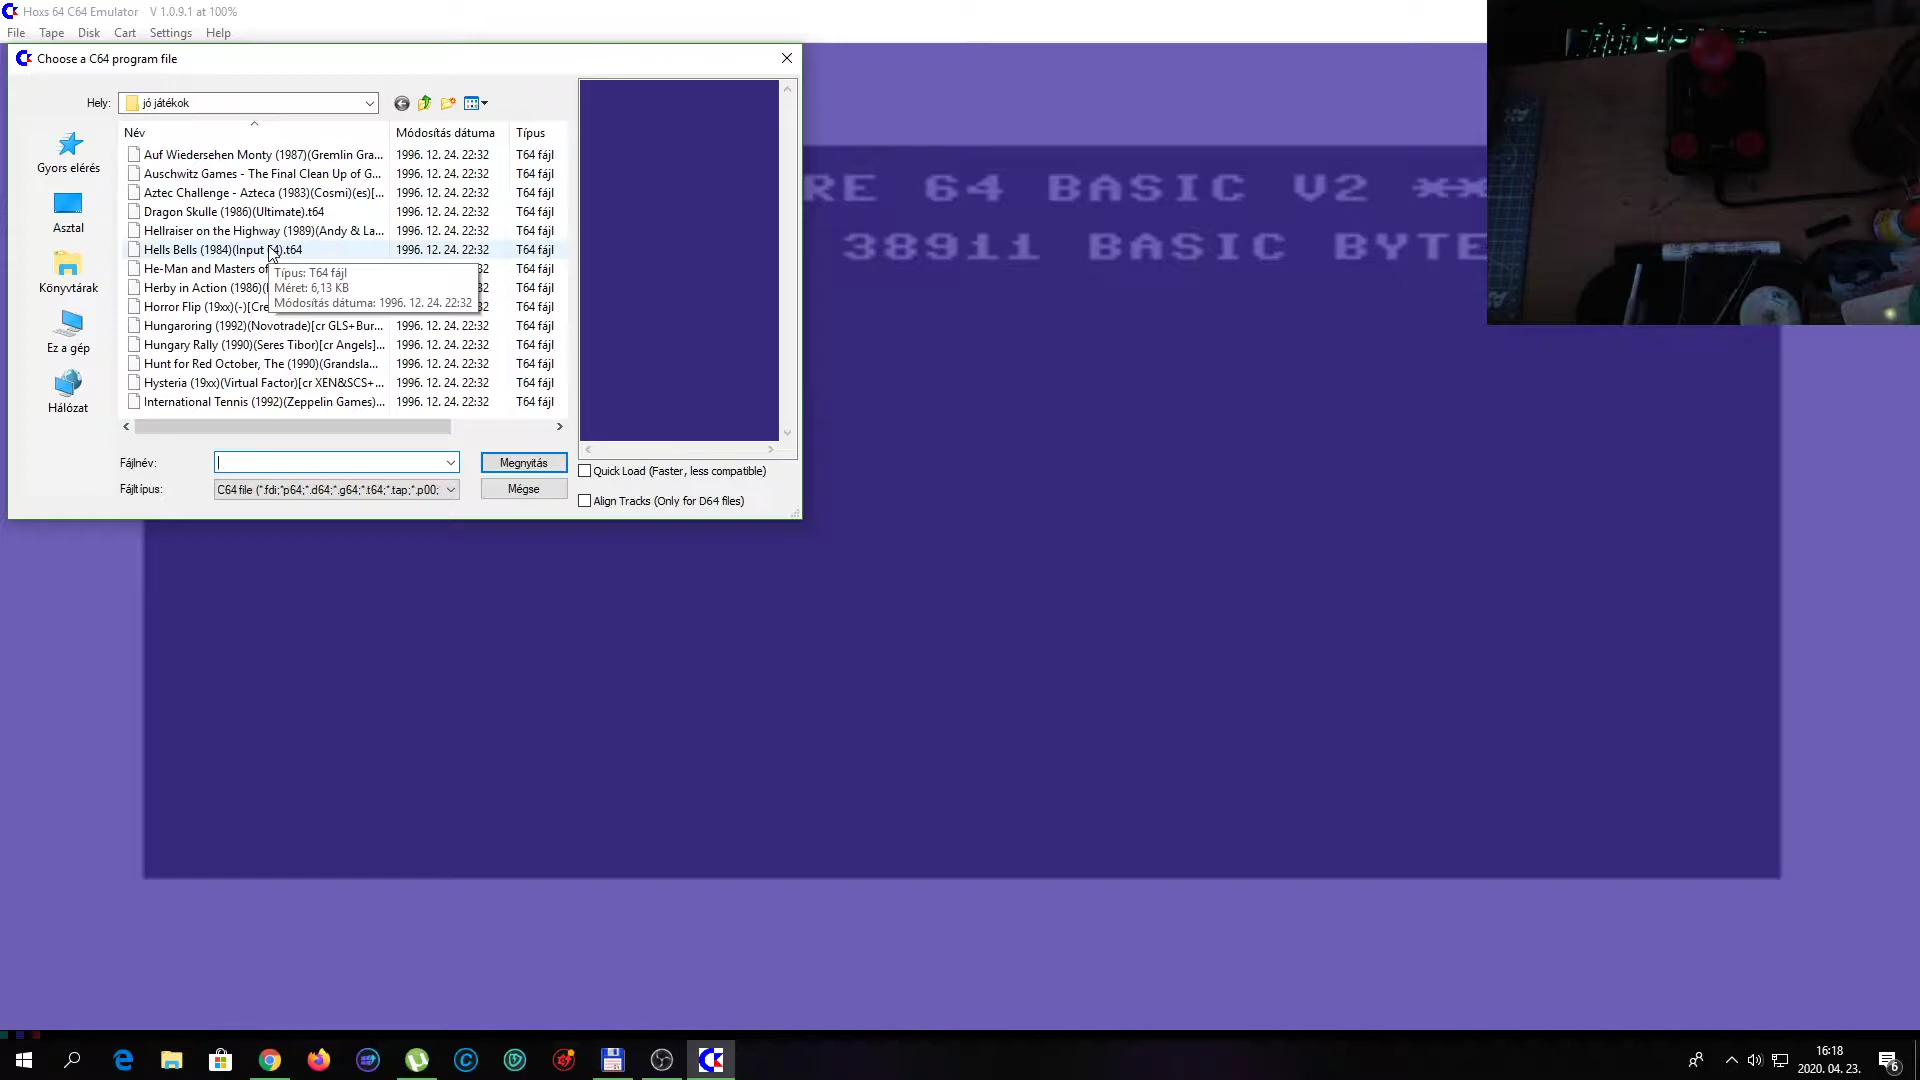 Hoxs 64 C64 Emulator V 1.0.9.1 at 100%
File Tape Disk Cart Settings Help
Choose a C64 program file
Hely: jó játékok
Név Módosítás dátuma Típus
Auf Wiedersehen Monty (1987)(Gremlin Gra... 1996. 12. 24. 22:32 T64 fájl
Auschwitz Games - The Final Clean Up of G... 1996. 12. 24. 22:32 T64 fájl
Aztec Challenge - Azteca (1983)(Cosmi)(es)[... 1996. 12. 24. 22:32 T64 fájl
Dragon Skulle (1986)(Ultimate).t64 1996. 12. 24. 22:32 T64 fájl
Hellraiser on the Highway (1989)(Andy & La... 1996. 12. 24. 22:32 T64 fájl
Hells Bells (1984)(Input 64).t64 1996. 12. 24. 22:32 T64 fájl
He-Man and Masters of 32 T64 fájl
Herby in Action (1986)( 32 T64 fájl
Horror Flip (19xx)(-)[Cre 32 T64 fájl
Hungaroring (1992)(Novotrade)[cr GLS+Bur... 1996. 12. 24. 22:32 T64 fájl
Hungary Rally (1990)(Seres Tibor)[cr Angels]... 1996. 12. 24. 22:32 T64 fájl
Hunt for Red October, The (1990)(Grandsla... 1996. 12. 24. 22:32 T64 fájl
Hysteria (19xx)(Virtual Factor)[cr XEN&SCS+... 1996. 12. 24. 22:32 T64 fájl
International Tennis (1992)(Zeppelin Games)... 1996. 12. 24. 22:32 T64 fájl
Típus: T64 fájl
Méret: 6,13 KB
Módosítás dátuma: 1996. 12. 24. 22:32
Gyors elérés
Asztal
Könyvtárak
Ez a gép
Hálózat
Fájlnév: Megnyitás
Fájltípus: C64 file (*.fdi;*p64;*.d64;*.g64;*.t64;*.tap;*.p00; Mégse
Quick Load (Faster, less compatible)
Align Tracks (Only for D64 files)
RE 64 BASIC V2 **
38911 BASIC BYTE
16:18
2020. 04. 23.
6